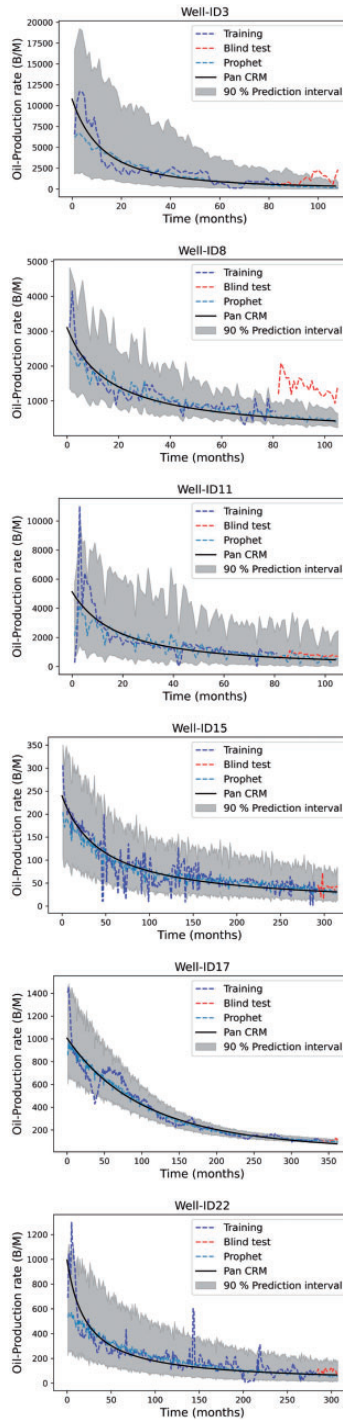 Well-ID3
20000
17500
15000
12500
10000
7500
5000
2500
0
Oil-Production rate (B/M)
Training
Blind test
Prophet
Pan CRM
90 % Prediction interval
0 20 40 60 80 100
Time (months)
Well-ID8
5000
4000
3000
2000
1000
Oil-Production rate (B/M)
Training
Blind test
Prophet
Pan CRM
90 % Prediction interval
0 20 40 60 80 100
Time (months)
Well-ID11
10000
8000
6000
4000
2000
0
Oil-Production rate (B/M)
Training
Blind test
Prophet
Pan CRM
90 % Prediction interval
0 20 40 60 80 100
Time (months)
Well-ID15
350
300
250
200
150
100
50
0
Oil-Production rate (B/M)
Training
Blind test
Prophet
Pan CRM
90 % Prediction interval
0 50 100 150 200 250 300
Time (months)
Well-ID17
1400
1200
1000
800
600
400
200
Oil-Production rate (B/M)
Training
Blind test
Prophet
Pan CRM
90 % Prediction interval
0 50 100 150 200 250 300 350
Time (months)
Well-ID22
1200
1000
800
600
400
200
0
Oil-Production rate (B/M)
Training
Blind test
Prophet
Pan CRM
90 % Prediction interval
0 50 100 150 200 250 300
Time (months)